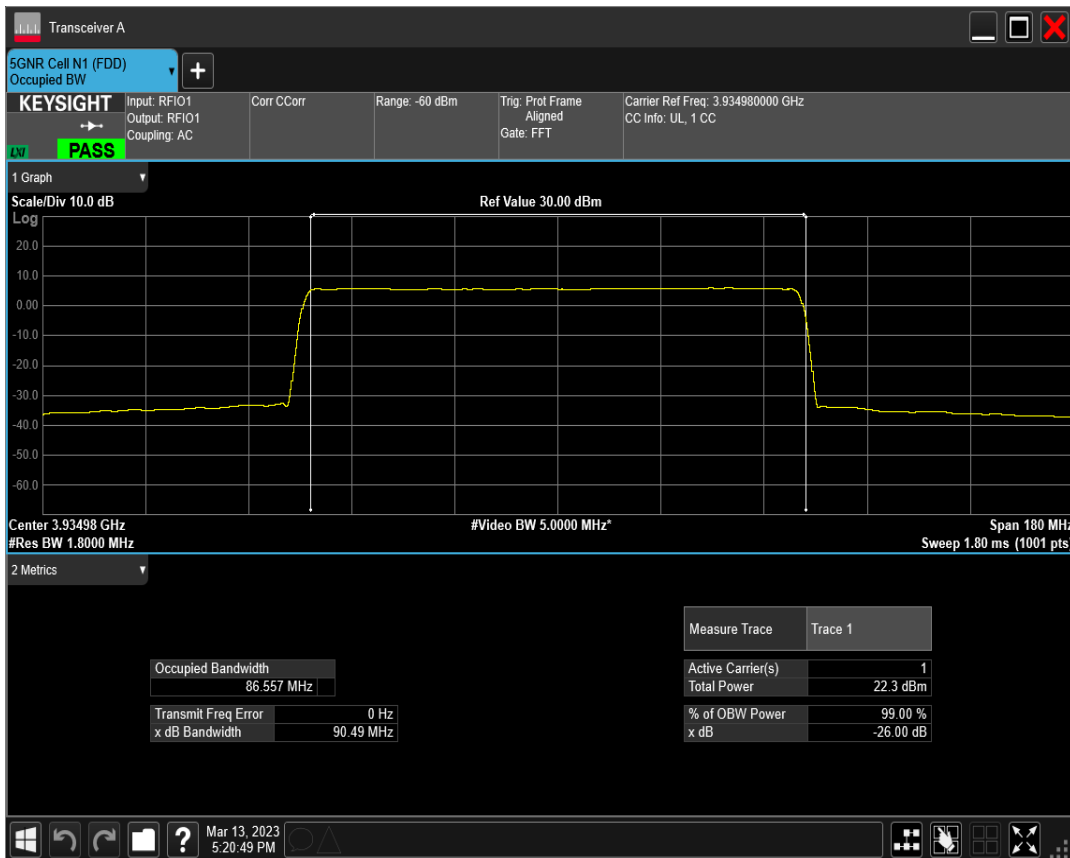 Transceiver A
5GNR Cell N1 (FDD)
Occupied BW
+
KEYSIGHT
LXI
PASS
Input: RFIO1
Output: RFIO1
Coupling: AC
Corr CCorr
Range: -60 dBm
Trig: Prot Frame
Aligned
Gate: FFT
Carrier Ref Freq: 3.934980000 GHz
CC Info: UL, 1 CC
1 Graph
Scale/Div 10.0 dB
Ref Value 30.00 dBm
Log
20.0
10.0
0.00
-10.0
-20.0
-30.0
-40.0
-50.0
-60.0
Center 3.93498 GHz
#Video BW 5.0000 MHz*
Span 180 MHz
#Res BW 1.8000 MHz
Sweep 1.80 ms (1001 pts)
2 Metrics
Measure Trace Trace 1
Occupied Bandwidth
86.557 MHz
Active Carrier(s) 1
Total Power 22.3 dBm
Transmit Freq Error 0 Hz
x dB Bandwidth 90.49 MHz
% of OBW Power 99.00 %
x dB -26.00 dB
?
Mar 13, 2023
5:20:49 PM